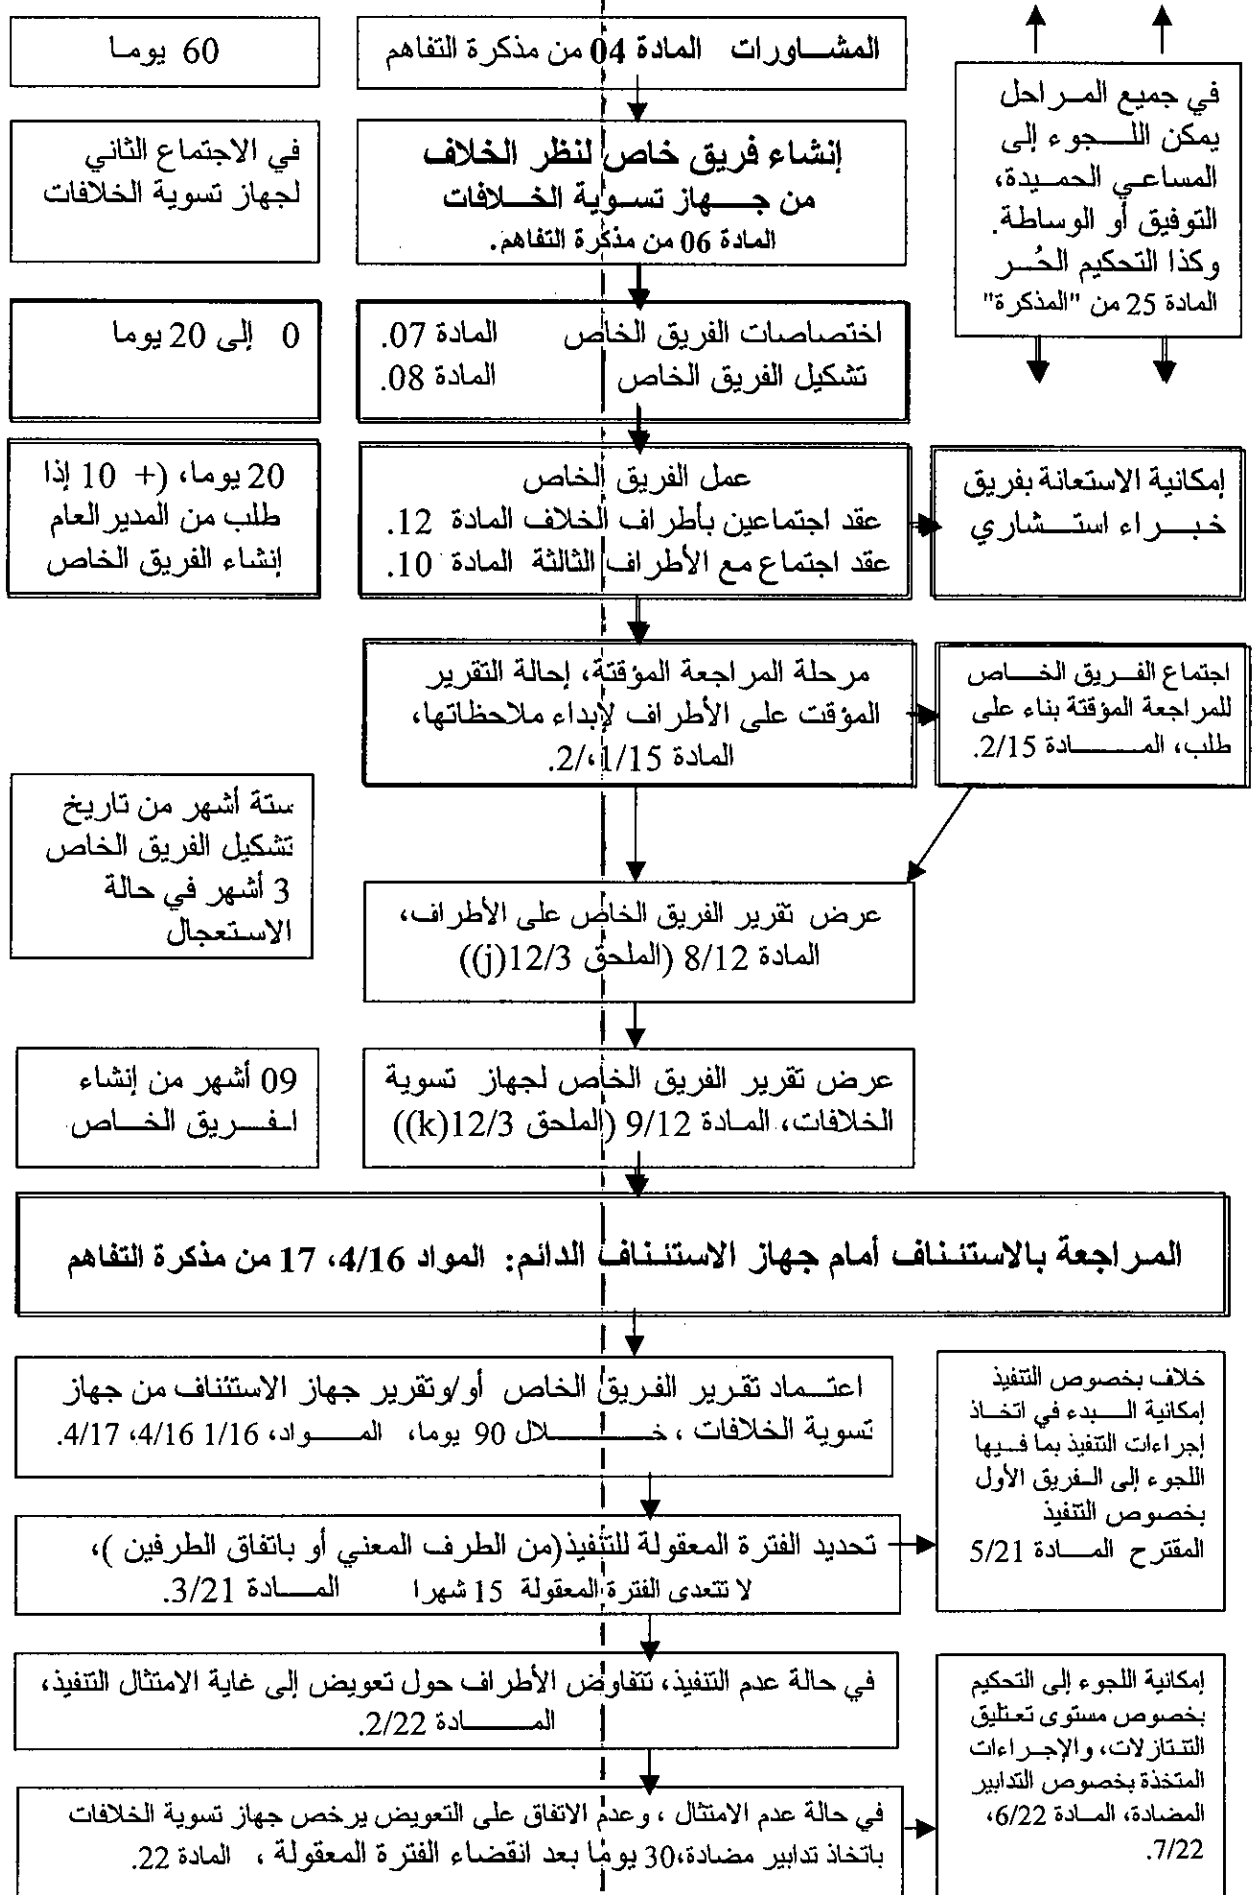 المشاورات المادة 04 من مذكرة التفاهم
60 يوما
في جميع المراحل
يمكن اللجوء إلى
المساعي الحميدة،
التوفيق أو الوساطة.
وكذا التحكيم الحُر
المادة 25 من "المذكرة"
إنشاء فريق خاص لنظر الخلاف
من جهاز تسوية الخلافات
المادة 06 من مذكرة التفاهم.
في الاجتماع الثاني
لجهاز تسوية الخلافات
اختصاصات الفريق الخاص المادة 07.
تشكيل الفريق الخاص المادة 08.
0 إلى 20 يوما
إمكانية الاستعانة بفريق
خبراء استشاري
عمل الفريق الخاص
عقد اجتماعين بأطراف الخلاف المادة 12.
عقد اجتماع مع الأطراف الثالثة المادة 10.
20 يوما، (+ 10 إذا
طلب من المدير العام
إنشاء الفريق الخاص
اجتماع الفريق الخاص
للمراجعة المؤقتة بناء على
طلب، المادة 2/15.
مرحلة المراجعة المؤقتة، إحالة التقرير
المؤقت على الأطراف لإبداء ملاحظاتها،
المادة 1/15،/2.
ستة أشهر من تاريخ
تشكيل الفريق الخاص
3 أشهر في حالة
الاستعجال
عرض تقرير الفريق الخاص على الأطراف،
المادة 8/12 (الملحق 12/3(j))
عرض تقرير الفريق الخاص لجهاز تسوية
الخلافات، المادة 9/12 (الملحق 12/3(k))
09 أشهر من إنشاء
الفريق الخاص
المراجعة بالاستئناف أمام جهاز الاستئناف الدائم: المواد 4/16، 17 من مذكرة التفاهم
اعتماد تقرير الفريق الخاص أو/وتقرير جهاز الاستئناف من جهاز
تسوية الخلافات ، خلال 90 يوما، المواد، 1/16 4/16، 4/17.
خلاف بخصوص التنفيذ
إمكانية البدء في اتخاذ
إجراءات التنفيذ بما فيها
اللجوء إلى الفريق الأول
بخصوص التنفيذ
المقترح المادة 5/21
تحديد الفترة المعقولة للتنفيذ(من الطرف المعني أو باتفاق الطرفين )،
لا تتعدى الفترة المعقولة 15 شهرا المادة 3/21.
في حالة عدم التنفيذ، تتفاوض الأطراف حول تعويض إلى غاية الامتثال التنفيذ،
المادة 2/22.
إمكانية اللجوء إلى التحكيم
بخصوص مستوى تعتليق
التنتازلات، والإجراءات
المتخذة بخصوص التدابير
المضادة، المادة 6/22،
7/22.
في حالة عدم الامتثال ، وعدم الاتفاق على التعويض يرخص جهاز تسوية الخلافات
باتخاذ تدابير مضادة،30 يوما بعد انقضاء الفترة المعقولة ، المادة 22.